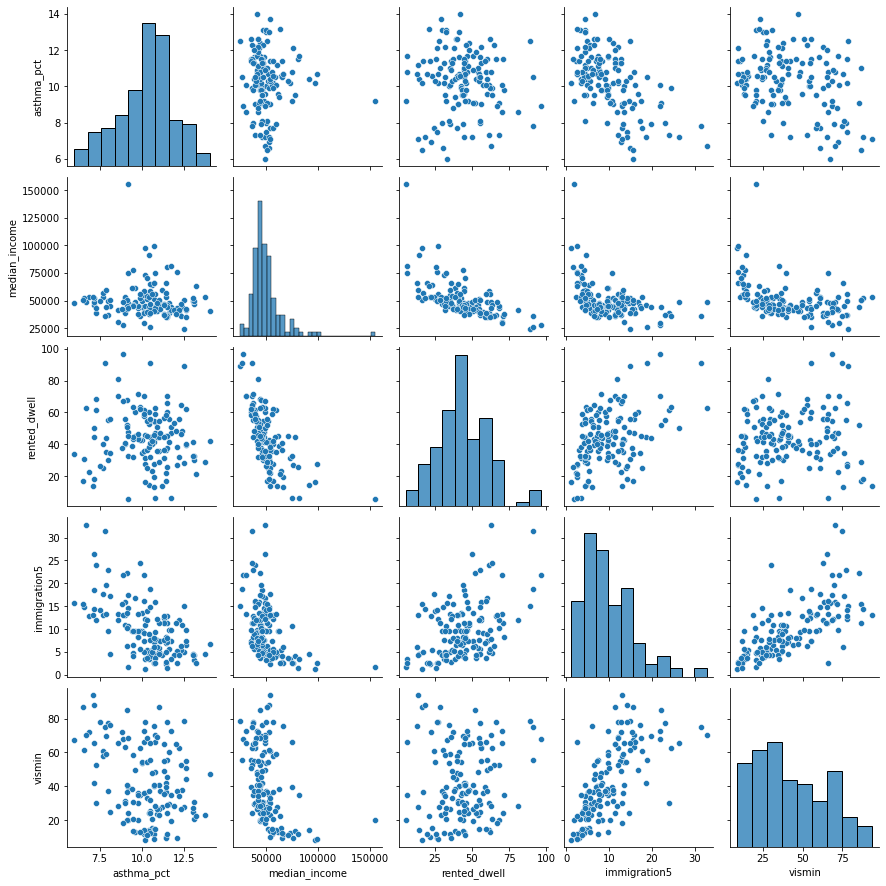 14
12
10
8
6
asthma_pct
150000
125000
100000
75000
50000
25000
median_income
100
80
60
40
20
rented_dwell
30
25
20
15
10
5
0
immigration5
80
60
40
20
vismin
7.5 10.0 12.5
asthma_pct
50000 100000 150000
median_income
25 50 75 100
rented_dwell
0 10 20 30
immigration5
25 50 75
vismin